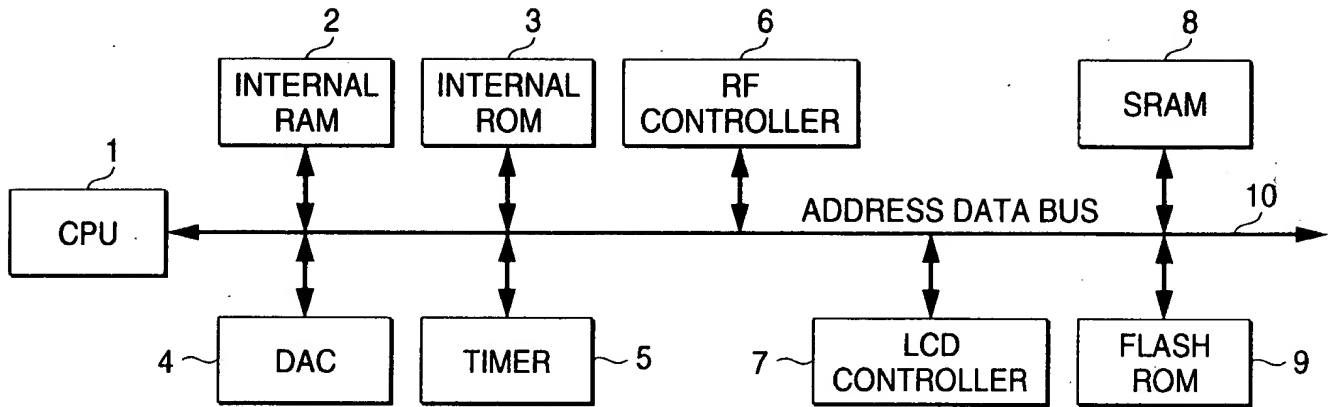 2
3
6
8
INTERNAL
RAM
INTERNAL
ROM
RF
CONTROLLER
SRAM
1
CPU
ADDRESS DATA BUS
10
4
DAC
TIMER
5
7
LCD
CONTROLLER
FLASH
ROM
9